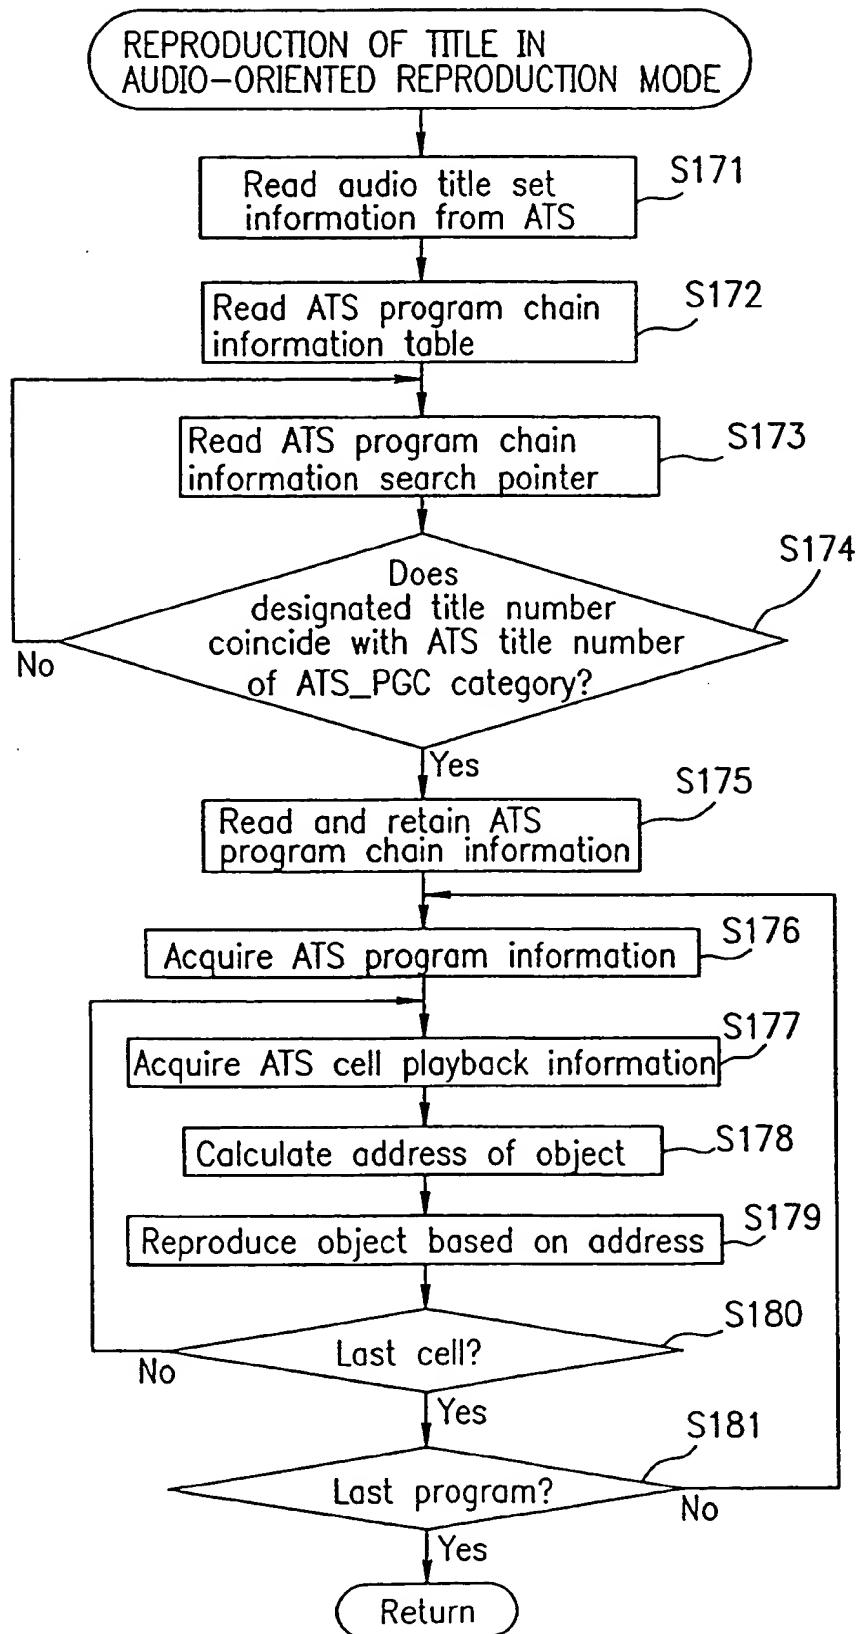 REPRODUCTION OF TITLE IN
AUDIO-ORIENTED REPRODUCTION MODE
S171
Read audio title set
information from ATS
S172
Read ATS program chain
information table
S173
Read ATS program chain
information search pointer
S174
Does
designated title number
coincide with ATS title number
of ATS_PGC category?
No
Yes
S175
Read and retain ATS
program chain information
S176
Acquire ATS program information
S177
Acquire ATS cell playback information
S178
Calculate address of object
S179
Reproduce object based on address
S180
Last cell?
No
Yes
S181
Last program?
No
Yes
Return